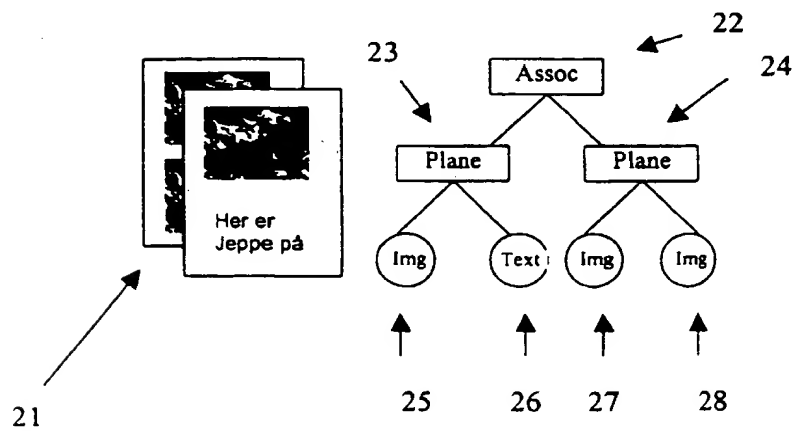 22
23
Assoc
24
Plane
Plane
Her er
Jeppe på
Img
Text
Img
Img
25
26
27
28
21